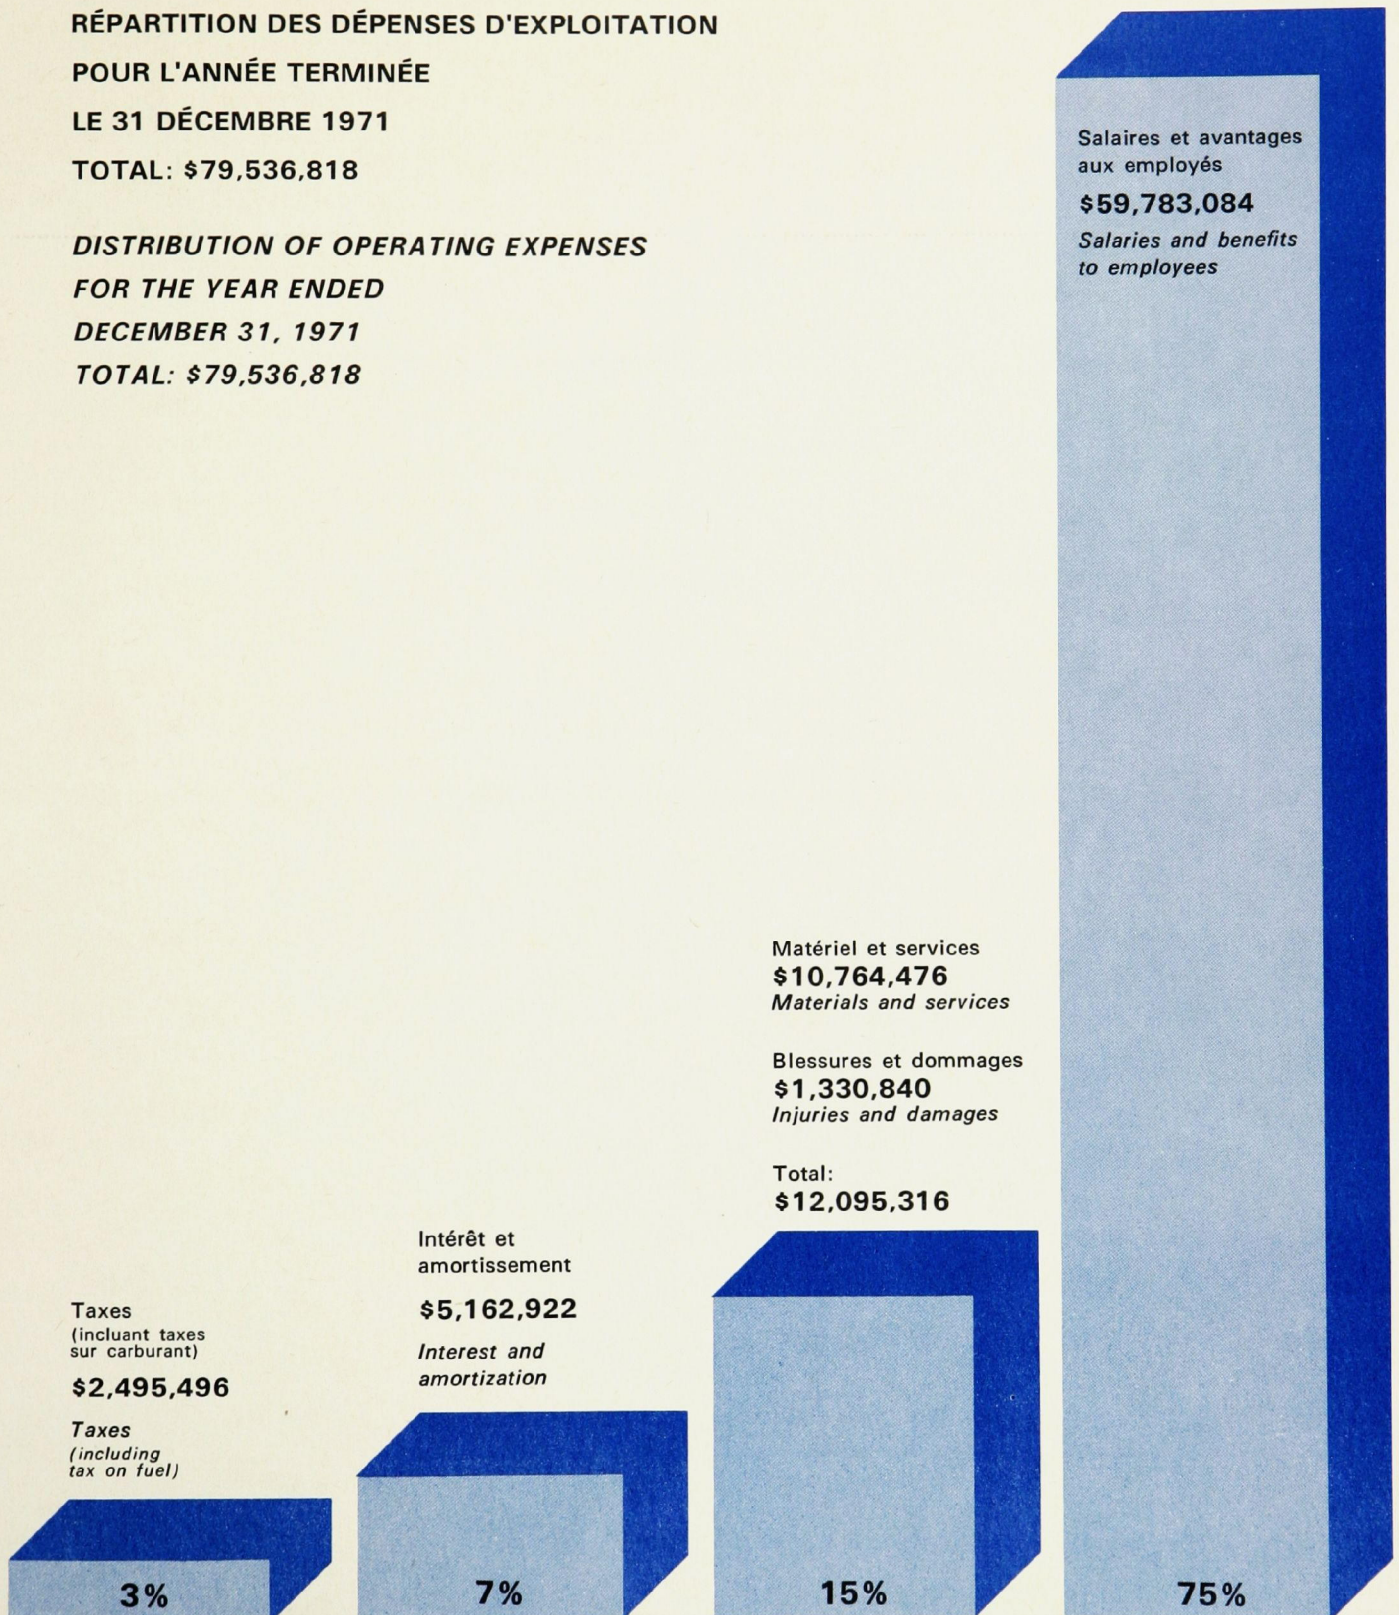 RÉPARTITION DES DÉPENSES D'EXPLOITATION
POUR L'ANNÉE TERMINÉE
LE 31 DÉCEMBRE 1971
TOTAL: $79,536,818
DISTRIBUTION OF OPERATING EXPENSES
FOR THE YEAR ENDED
DECEMBER 31, 1971
TOTAL: $79,536,818
Taxes
(incluant taxes
sur carburant)
$2,495,496
Taxes
(including
tax on fuel)
3%
Intérêt et
amortissement
$5,162,922
Interest and
amortization
7%
Matériel et services
$10,764,476
Materials and services
Blessures et dommages
$1,330,840
Injuries and damages
Total:
$12,095,316
15%
Salaires et avantages
aux employés
$59,783,084
Salaries and benefits
to employees
75%